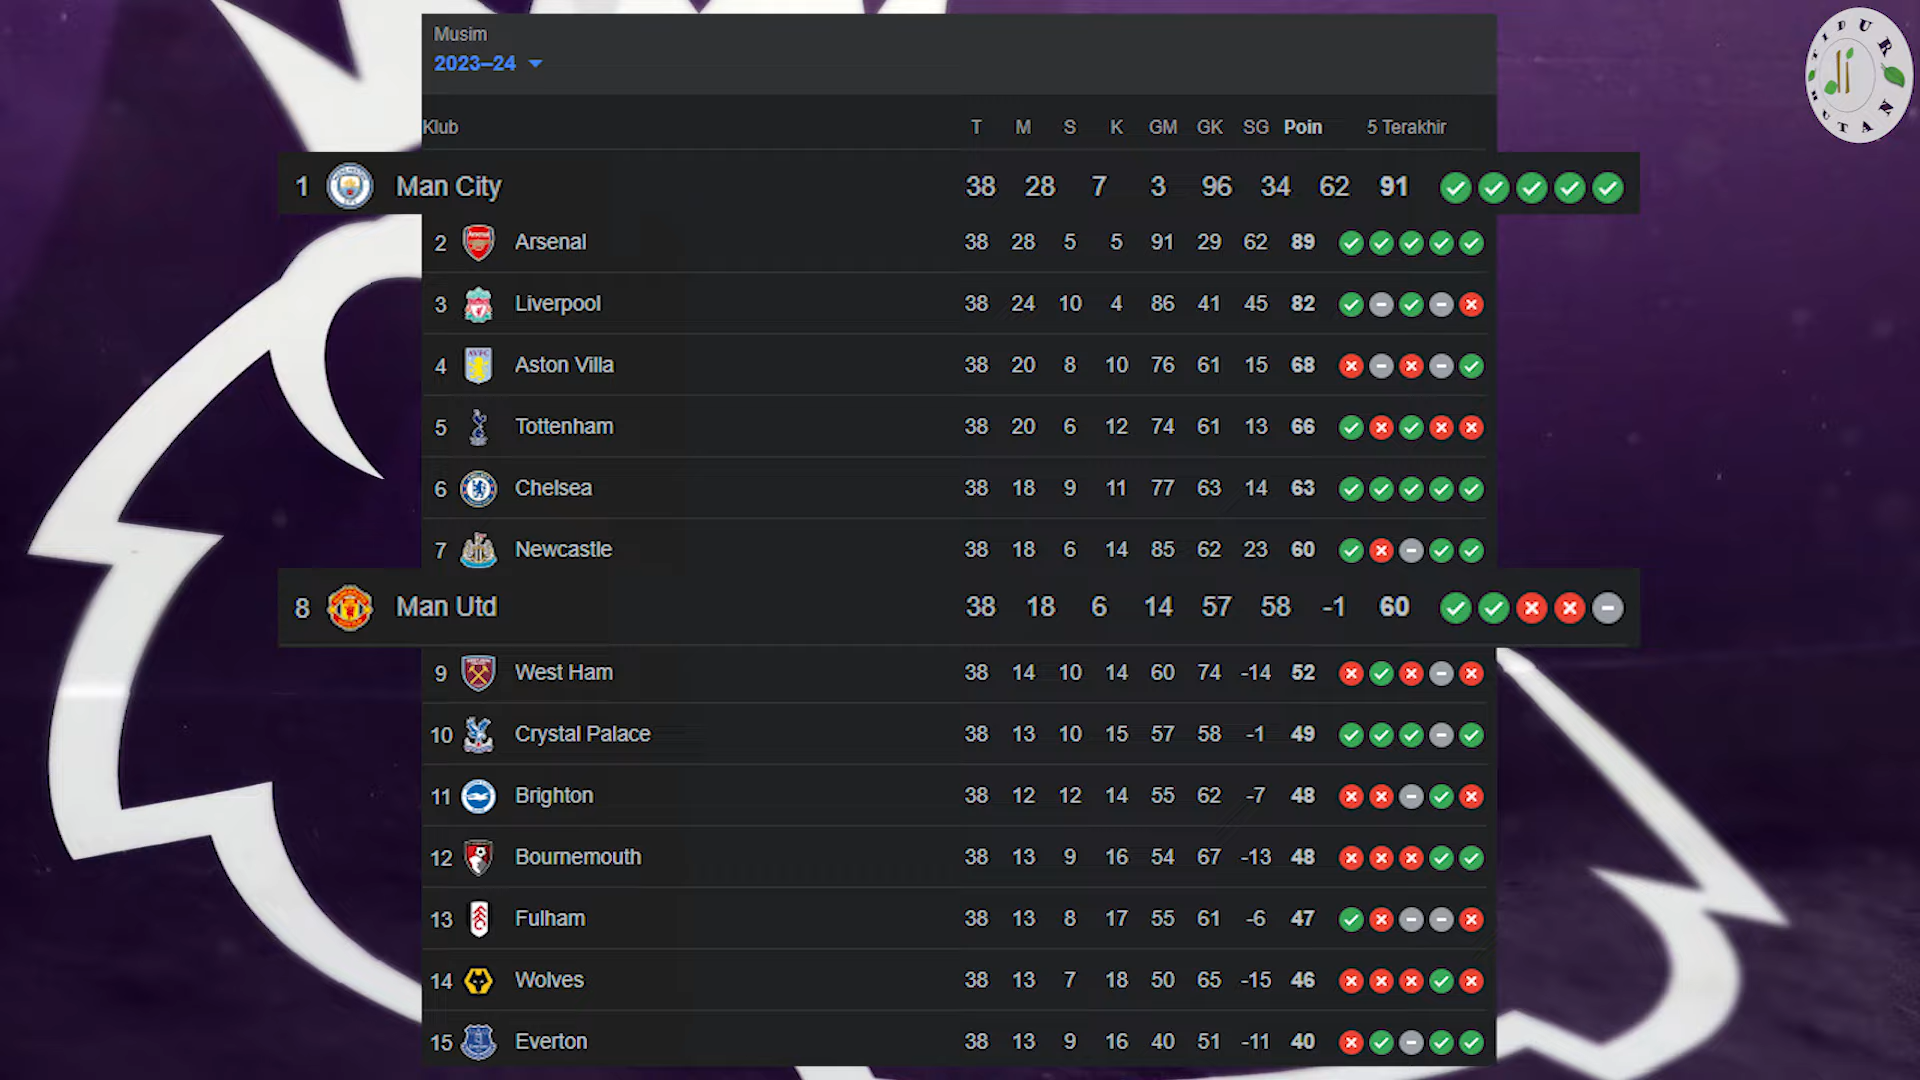 Musim
2023–24
Klub T M S K GM GK SG Poin 5 Terakhir
1 Man City 38 28 7 3 96 34 62 91
2 Arsenal 38 28 5 5 91 29 62 89
3 Liverpool 38 24 10 4 86 41 45 82
4 Aston Villa 38 20 8 10 76 61 15 68
5 Tottenham 38 20 6 12 74 61 13 66
6 Chelsea 38 18 9 11 77 63 14 63
7 Newcastle 38 18 6 14 85 62 23 60
8 Man Utd 38 18 6 14 57 58 -1 60
9 West Ham 38 14 10 14 60 74 -14 52
10 Crystal Palace 38 13 10 15 57 58 -1 49
11 Brighton 38 12 12 14 55 62 -7 48
12 Bournemouth 38 13 9 16 54 67 -13 48
13 Fulham 38 13 8 17 55 61 -6 47
14 Wolves 38 13 7 18 50 65 -15 46
15 Everton 38 13 9 16 40 51 -11 40
TIDUR
HUTAN